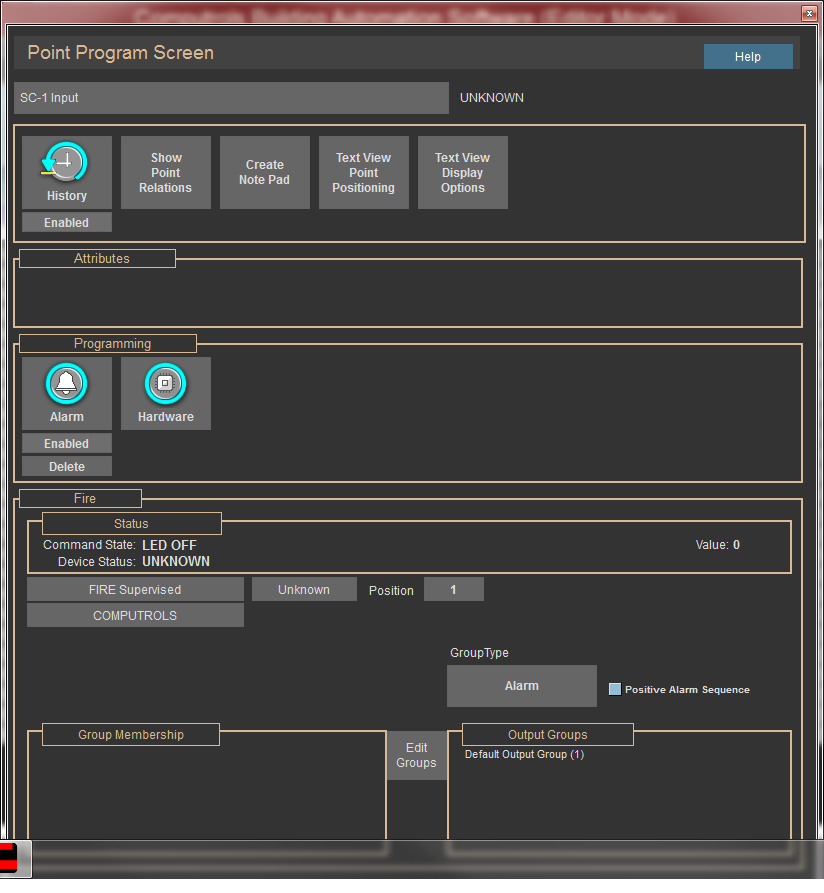 Computrols Building Automation Software (Editor Mode)
Point Program Screen
Help
SC-1 Input
UNKNOWN
History
Enabled
Show
Point
Relations
Create
Note Pad
Text View
Point
Positioning
Text View
Display
Options
Attributes
Programming
Alarm
Enabled
Delete
Hardware
Fire
Status
Command State: LED OFF
Value: 0
Device Status: UNKNOWN
FIRE Supervised
Unknown
Position
1
COMPUTROLS
GroupType
Alarm
Positive Alarm Sequence
Group Membership
Edit
Groups
Output Groups
Default Output Group (1)